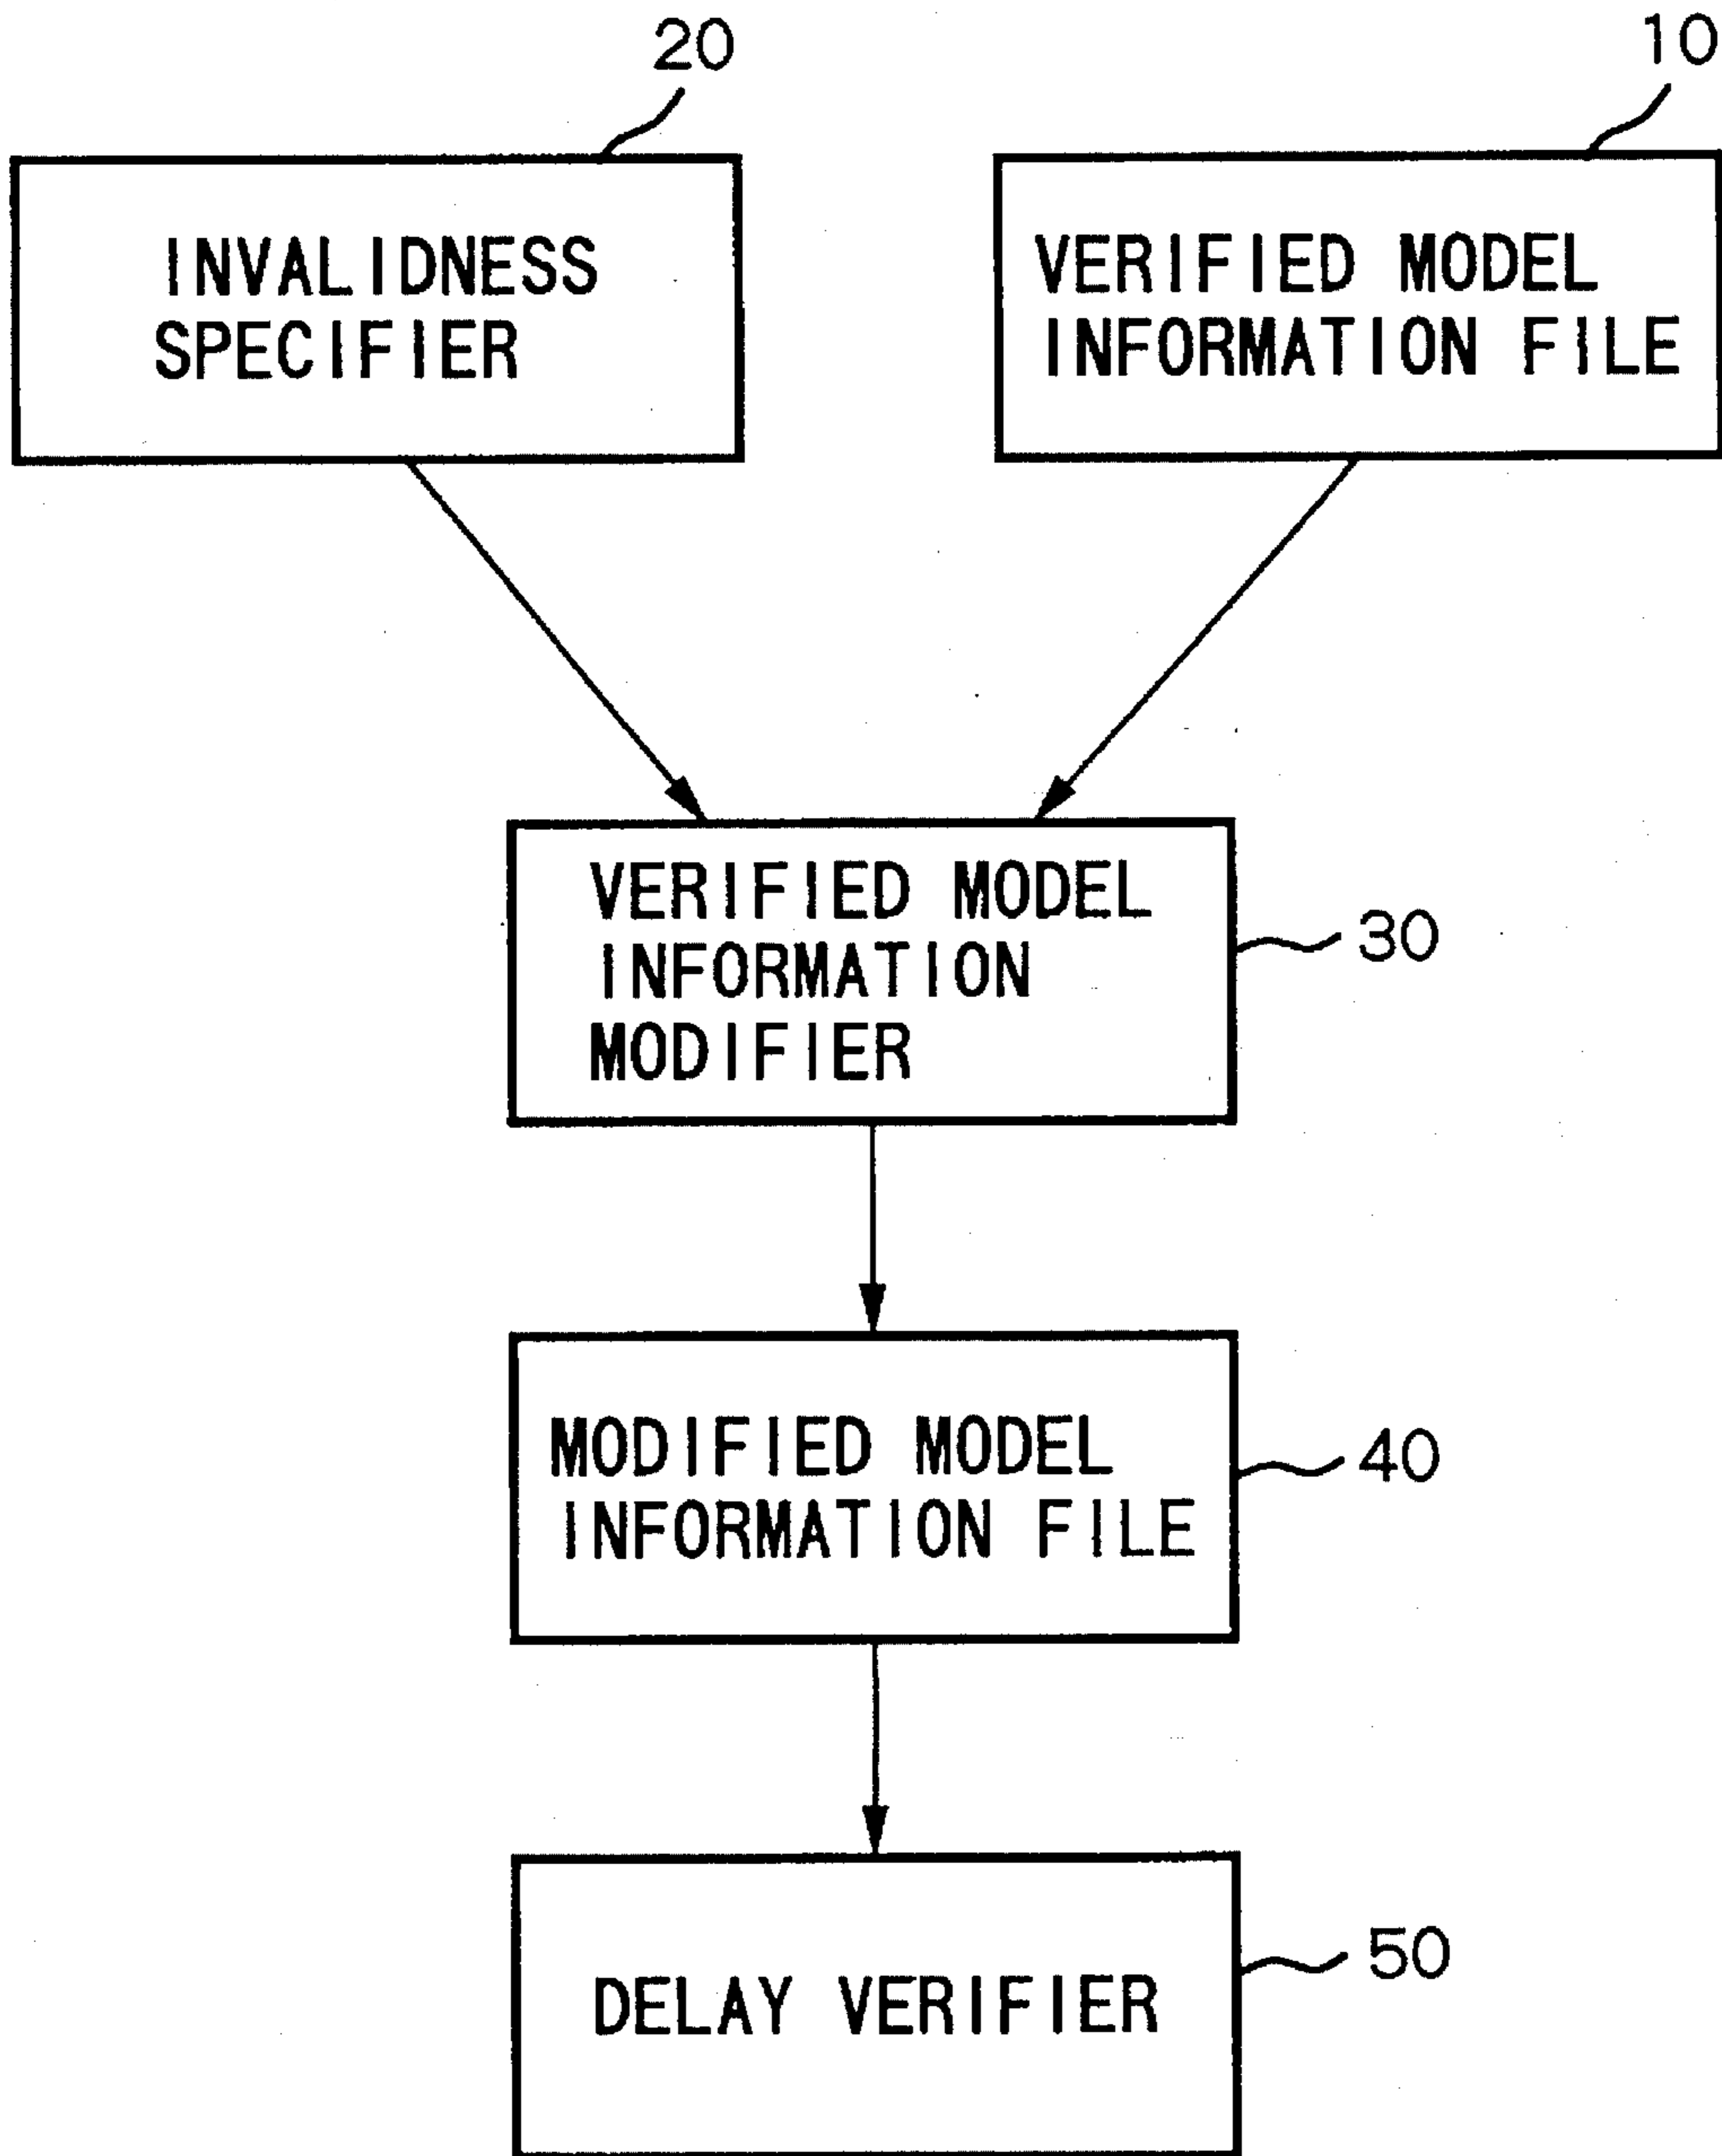 20
10
INVALIDNESS
SPECIFIER
VERIFIED MODEL
INFORMATION FILE
VERIFIED MODEL
INFORMATION
MODIFIER
30
MODIFIED MODEL
INFORMATION FILE
40
DELAY VERIFIER
50